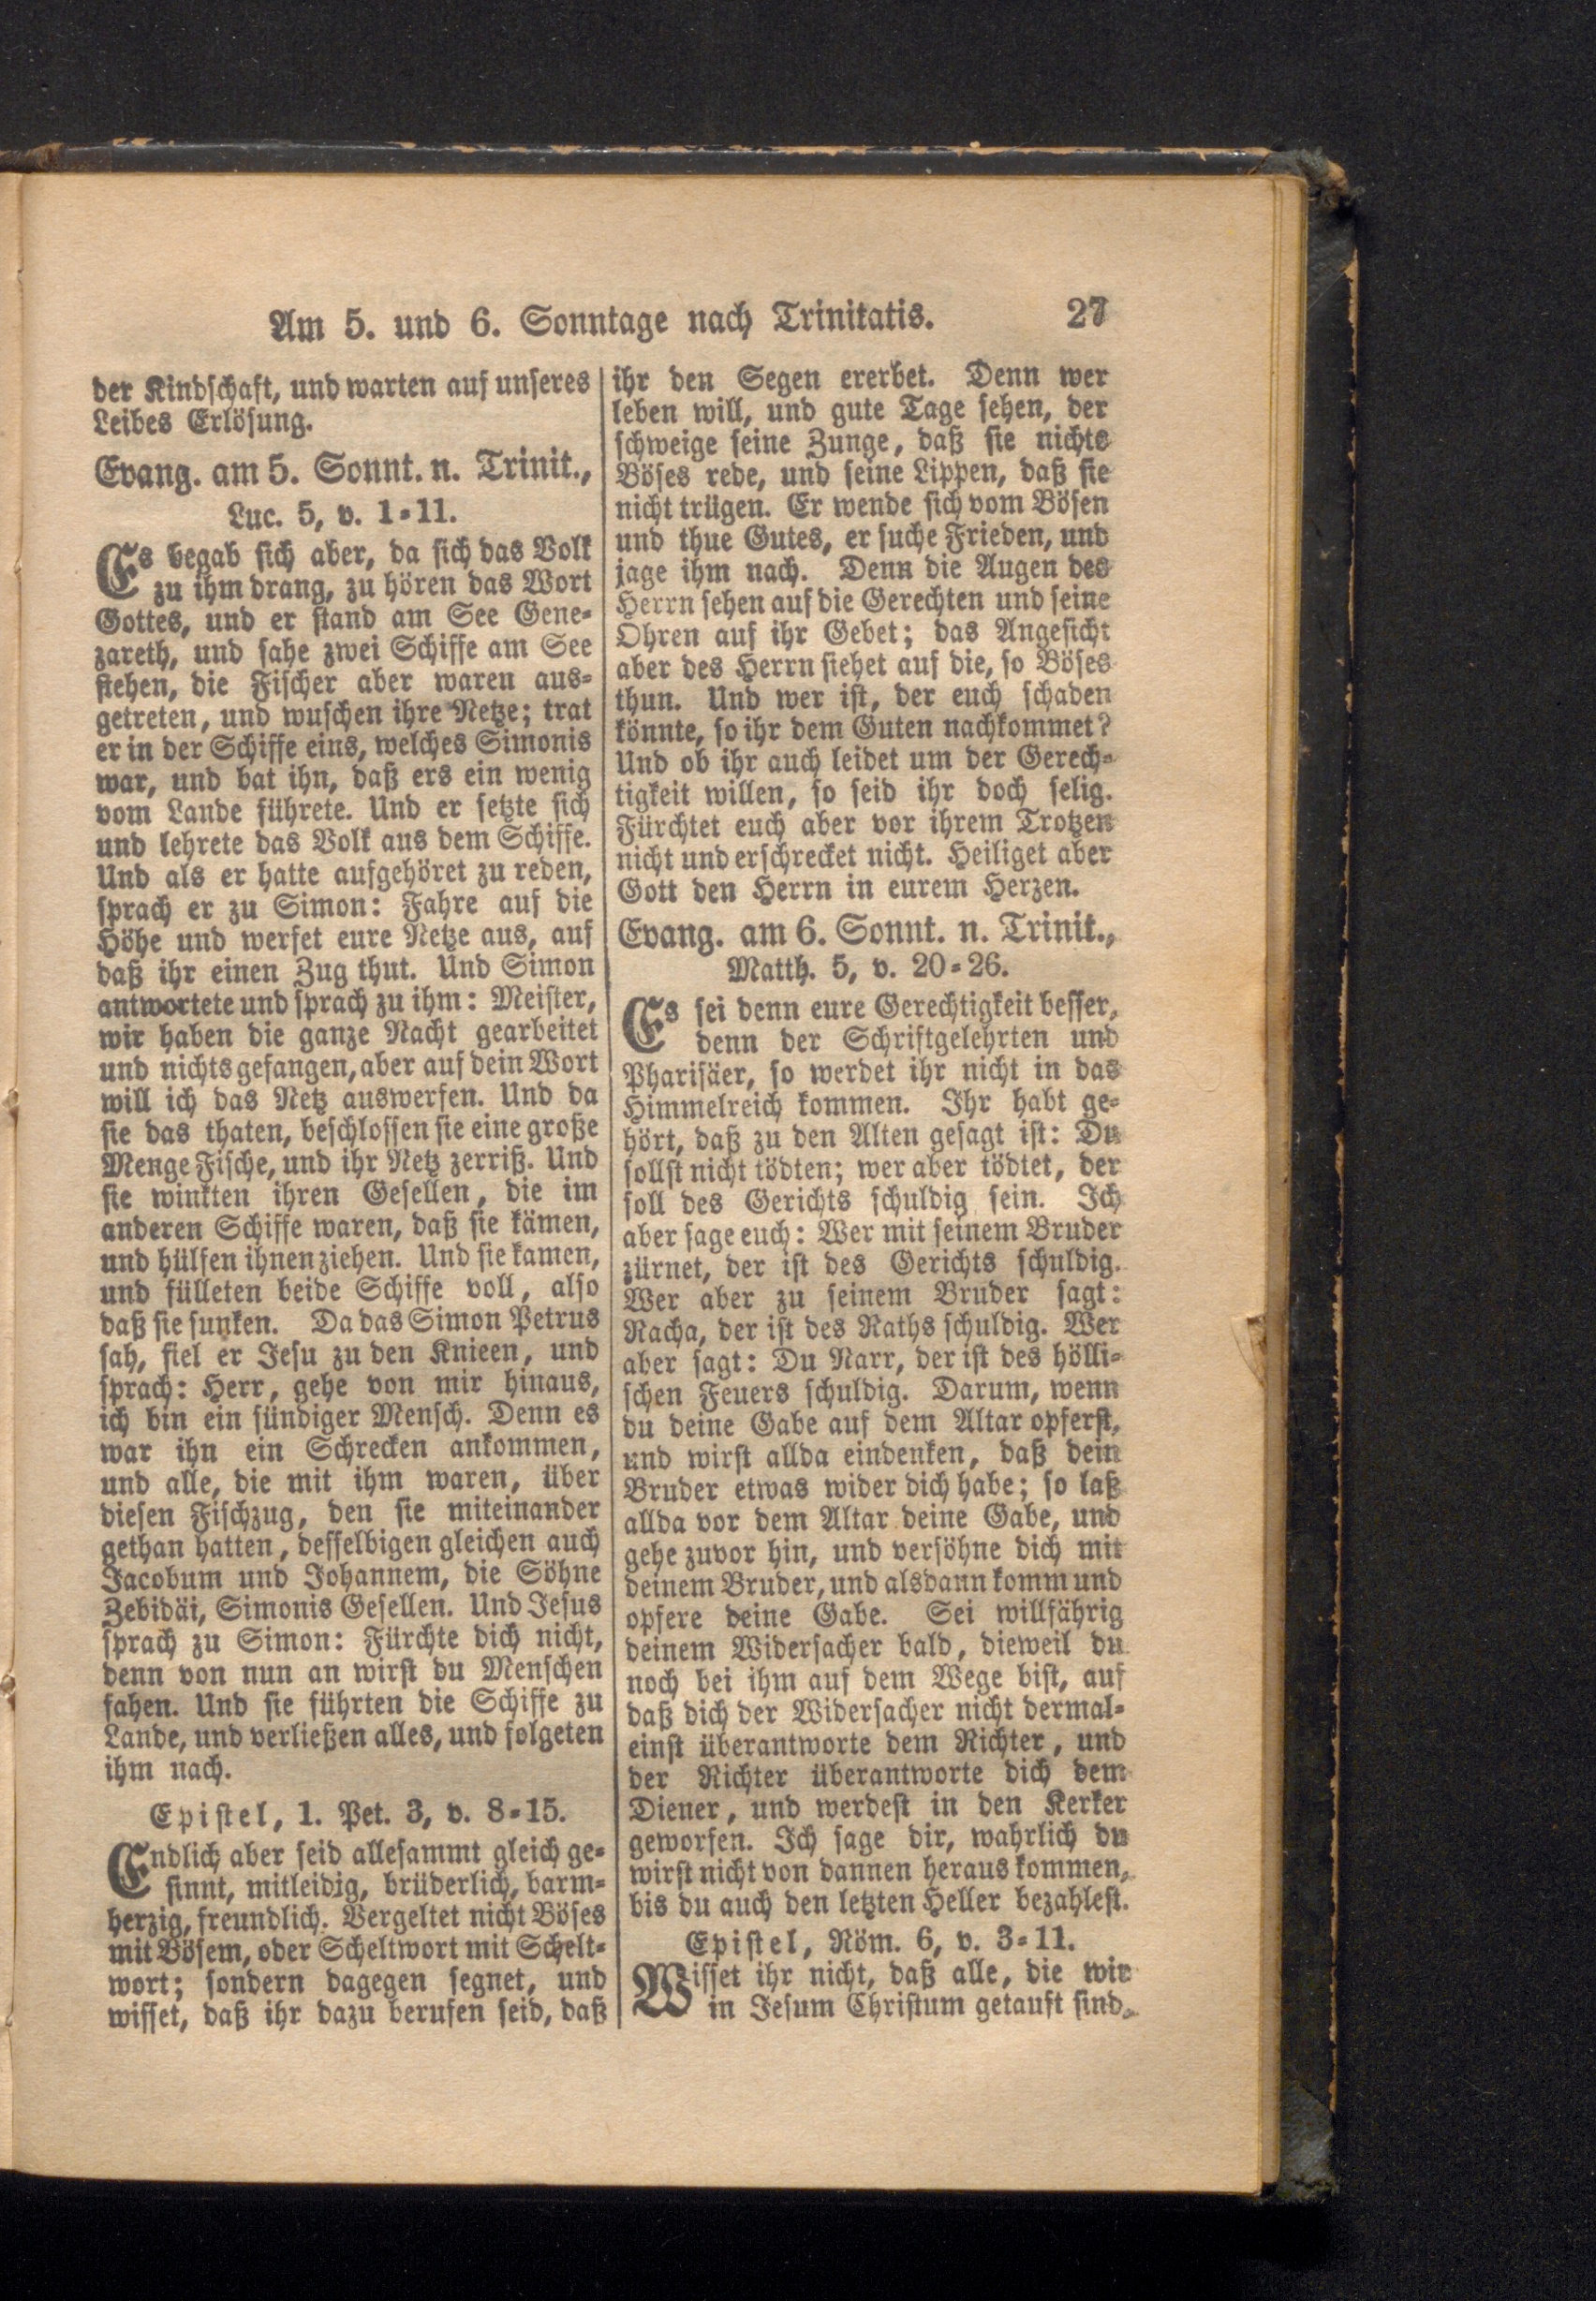 Am 5. und 6. Sonntage nach Trinitatis. 27
der Kindschaft, und warten auf unseres
Leibes Erlösung.
Evang. am 5. Sonnt. n. Trinit.,
Luc. 5, v. 1-11.
Es begab sich aber, da sich das Volk
zu ihm drang, zu hören das Wort
Gottes, und er stand am See Gene-
zareth, und sahe zwei Schiffe am See
stehen, die Fischer aber waren aus-
getreten, und wuschen ihre Netze; trat
er in der Schiffe eins, welches Simonis
war, und bat ihn, daß ers ein wenig
vom Lande führete. Und er setzte sich
und lehrete das Volk aus dem Schiffe.
Und als er hatte aufgehöret zu reden,
sprach er zu Simon: Fahre auf die
Höhe und werfet eure Netze aus, auf
daß ihr einen Zug thut. Und Simon
antwortete und sprach zu ihm: Meister,
wir haben die ganze Nacht gearbeitet
und nichts gefangen, aber auf dein Wort
will ich das Netz auswerfen. Und da
sie das thaten, beschlossen sie eine große
Menge Fische, und ihr Netz zerriß. Und
sie winkten ihren Gesellen, die im
anderen Schiffe waren, daß sie kämen,
und hülfen ihnen ziehen. Und sie kamen,
und fülleten beide Schiffe voll, also
daß sie sunken. Da das Simon Petrus
sah, fiel er Jesu zu den Knieen, und
sprach: Herr, gehe von mir hinaus,
ich bin ein sündiger Mensch. Denn es
war ihn ein Schrecken ankommen,
und alle, die mit ihm waren, über
diesen Fischzug, den sie miteinander
gethan hatten, desselbigen gleichen auch
Jacobum und Johannem, die Söhne
Zebidäi, Simonis Gesellen. Und Jesus
sprach zu Simon: Fürchte dich nicht,
denn von nun an wirst du Menschen
fahen. Und sie führten die Schiffe zu
Lande, und verließen alles, und folgeten
ihm nach.
Epistel, 1. Pet. 3, v. 8-15.
Endlich aber seid allesammt gleich ge-
sinnt, mitleidig, brüderlich, barm-
herzig, freundlich. Vergeltet nicht Böses
mit Bösem, oder Scheltwort mit Schelt-
wort; sondern dagegen segnet, und
wisset, daß ihr dazu berufen seid, daß
ihr den Segen ererbet. Denn wer
leben will, und gute Tage sehen, der
schweige seine Zunge, daß sie nichts
Böses rede, und seine Lippen, daß sie
nicht trügen. Er wende sich vom Bösen
und thue Gutes, er suche Frieden, und
jage ihm nach. Denn die Augen des
Herrn sehen auf die Gerechten und seine
Ohren auf ihr Gebet; das Angesicht
aber des Herrn siehet auf die, so Böses
thun. Und wer ist, der euch schaden
könnte, so ihr dem Guten nachkommet?
Und ob ihr auch leidet um der Gerech-
tigkeit willen, so seid ihr doch selig.
Fürchtet euch aber vor ihrem Trotzen
nicht und erschrecket nicht. Heiliget aber
Gott den Herrn in eurem Herzen.
Evang. am 6. Sonnt. n. Trinit.,
Matth. 5, v. 20-26.
Es sei denn eure Gerechtigkeit besser,
denn der Schriftgelehrten und
Pharisäer, so werdet ihr nicht in das
Himmelreich kommen. Ihr habt ge-
hört, daß zu den Alten gesagt ist: Du
sollst nicht tödten; wer aber tödtet, der
soll des Gerichts schuldig sein. Ich
aber sage euch: Wer mit seinem Bruder
zürnet, der ist des Gerichts schuldig.
Wer aber zu seinem Bruder sagt:
Racha, der ist des Raths schuldig. Wer
aber sagt: Du Narr, der ist des hölli-
schen Feuers schuldig. Darum, wenn
du deine Gabe auf dem Altar opferst,
und wirst allda eindenken, daß dein
Bruder etwas wider dich habe; so laß
allda vor dem Altar deine Gabe, und
gehe zuvor hin, und versöhne dich mit
deinem Bruder, und alsdann komm und
opfere deine Gabe. Sei willfährig
deinem Widersacher bald, dieweil du
noch bei ihm auf dem Wege bist, auf
daß dich der Widersacher nicht dermal-
einst überantworte dem Richter, und
der Richter überantworte dich dem
Diener, und werdest in den Kerker
geworfen. Ich sage dir, wahrlich du
wirst nicht von dannen heraus kommen,
bis du auch den letzten Heller bezahlest.
Epistel, Röm. 6, v. 3-11.
Wisset ihr nicht, daß alle, die wir
in Jesum Christum getauft sind,